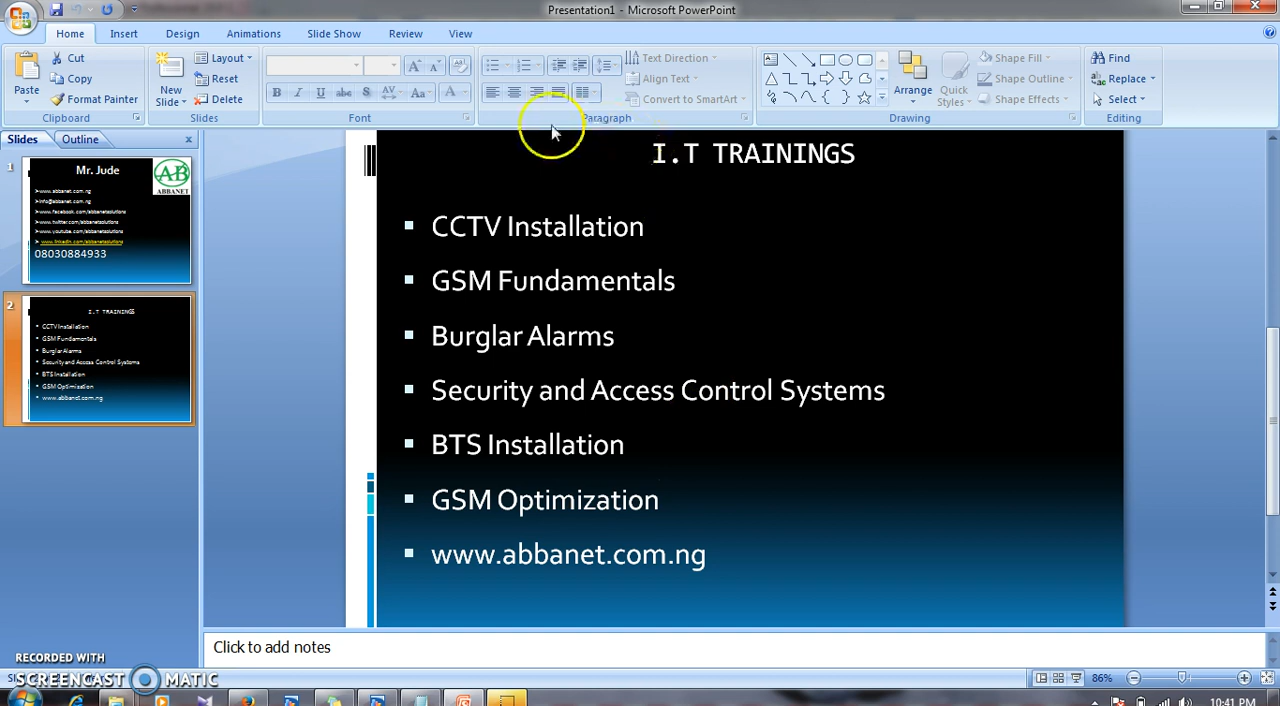 Presentation1 - Microsoft PowerPoint
Home Insert Design Animations Slide Show Review View
Paste
Cut
Copy
Format Painter
Clipboard
New Slide
Layout
Reset
Delete
Slides
B I U abc S AV Aa A
Font
Paragraph
Text Direction
Align Text
Convert to SmartArt
Arrange
Quick Styles
Shape Fill
Shape Outline
Shape Effects
Drawing
Find
Replace
Select
Editing
Slides Outline
1
Mr. Jude
AB
ABBANET
www.abbanet.com.ng
info@abbanet.com.ng
www.facebook.com/abbanetsolutions
www.twitter.com/abbanetsolutions
www.youtube.com/abbanetsolutions
www.linkedin.com/abbanetsolutions
08030884933
2
I.T TRAININGS
CCTV Installation
GSM Fundamentals
Burglar Alarms
Security and Access Control Systems
BTS Installation
GSM Optimization
www.abbanet.com.ng
I.T TRAININGS
CCTV Installation
GSM Fundamentals
Burglar Alarms
Security and Access Control Systems
BTS Installation
GSM Optimization
www.abbanet.com.ng
Click to add notes
RECORDED WITH
SCREENCAST MATIC
86%
10:41 PM